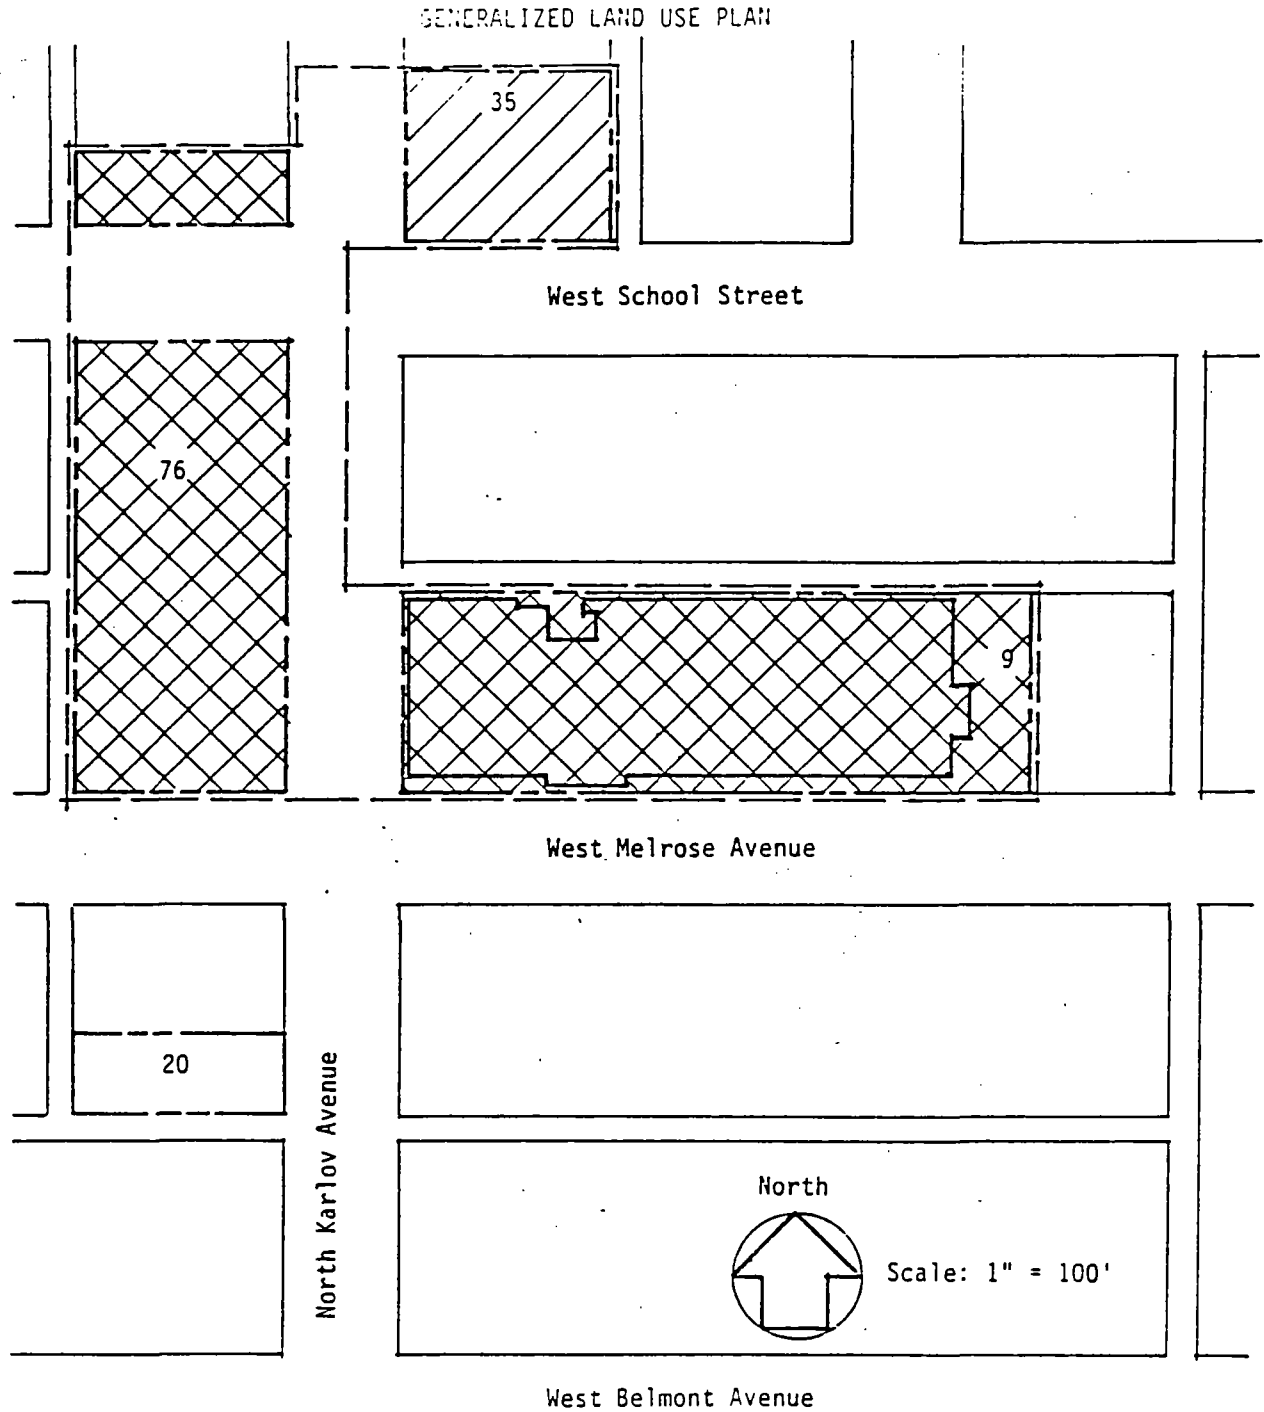 GENERALIZED LAND USE PLAN
35
West School Street
76
9
West Melrose Avenue
20
North Karlov Avenue
North
Scale: 1" = 100'
West Belmont Avenue